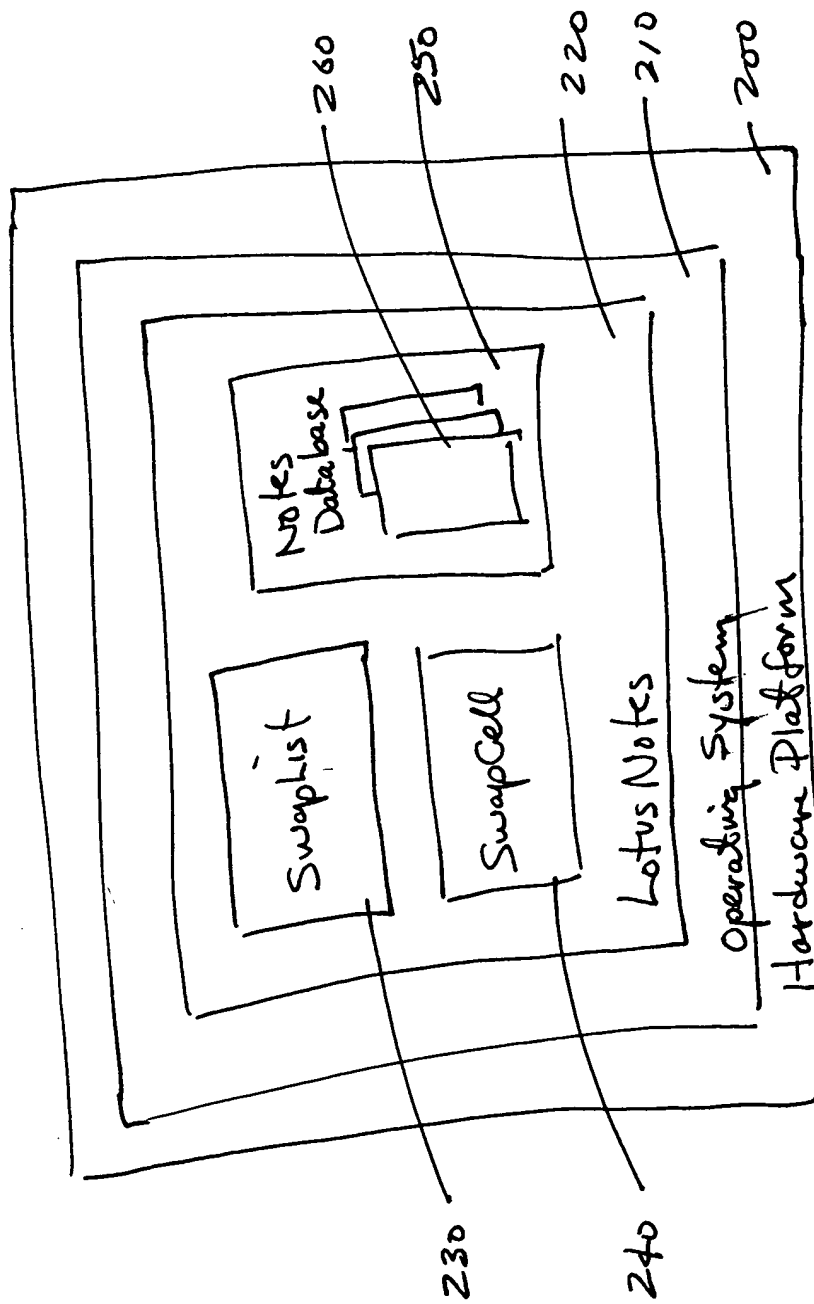 SwapList
Notes
Database
SwapCell
Lotus Notes
Operating System
Hardware Platform
230
240
260
250
220
210
200